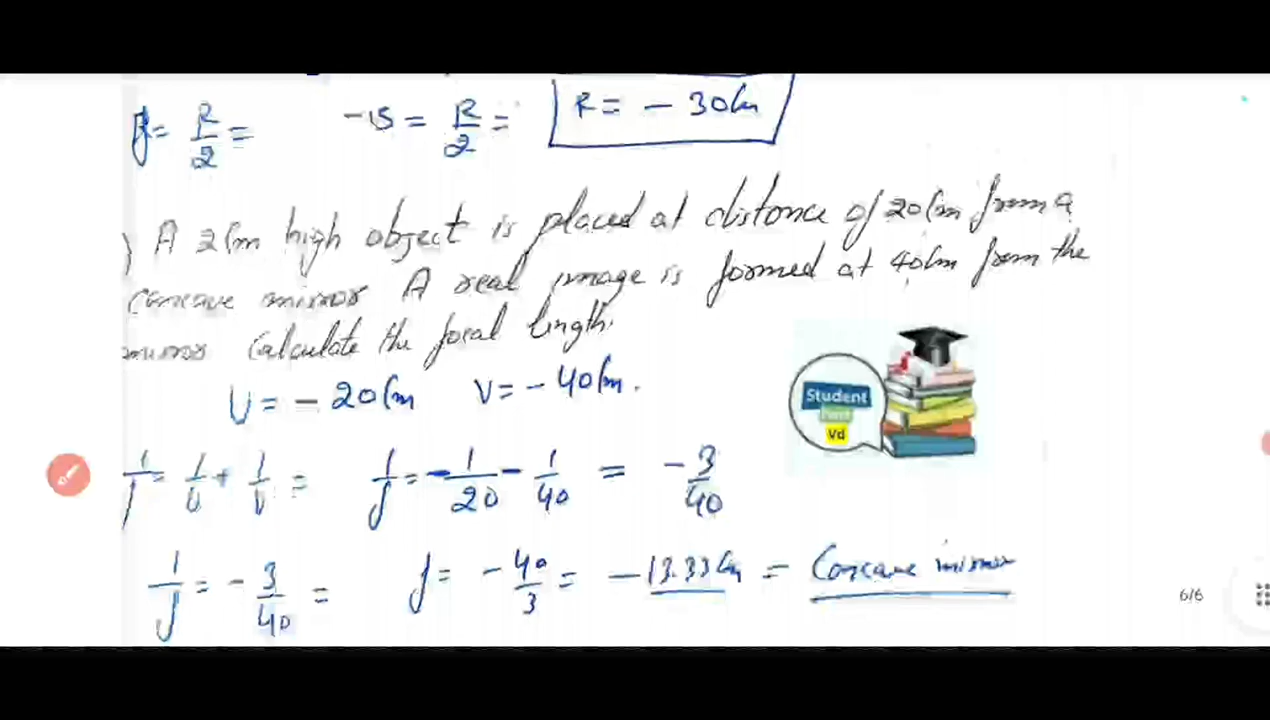 f = R/2 = -15 = R/2 = R = - 30Cm
A 2Cm high object is placed at distance of 20Cm from a
Concave mirror A real image is formed at 40Cm from the
mirror Calculate the focal length.
U = - 20Cm V = - 40Cm.
Student
Vd
1/f = 1/u + 1/v = 1/f = - 1/20 - 1/40 = - 3/40
1/f = - 3/40 = f = - 40/3 = - 13.33Cm = Concave mirror
6/6